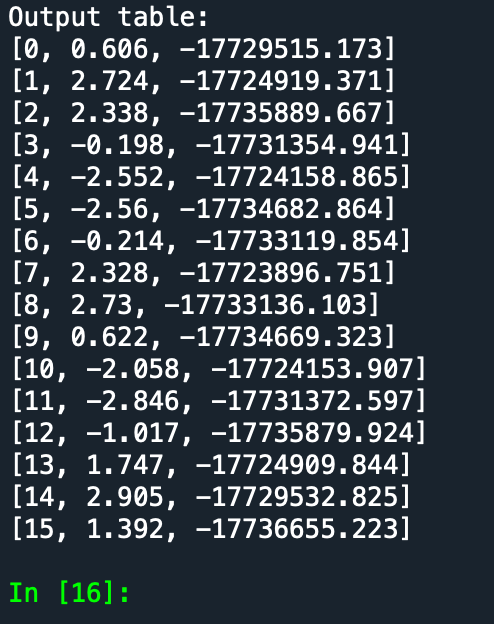 Output table:
[0, 0.606, -17729515.173]
[1, 2.724, -17724919.371]
[2, 2.338, -17735889.667]
[3, -0.198, -17731354.941]
[4, -2.552, -17724158.865]
[5, -2.56, -17734682.864]
[6, -0.214, -17733119.854]
[7, 2.328, -17723896.751]
[8, 2.73, -17733136.103]
[9, 0.622, -17734669.323]
[10, -2.058, -17724153.907]
[11, -2.846, -17731372.597]
[12, -1.017, -17735879.924]
[13, 1.747, -17724909.844]
[14, 2.905, -17729532.825]
[15, 1.392, -17736655.223]
In [16]: